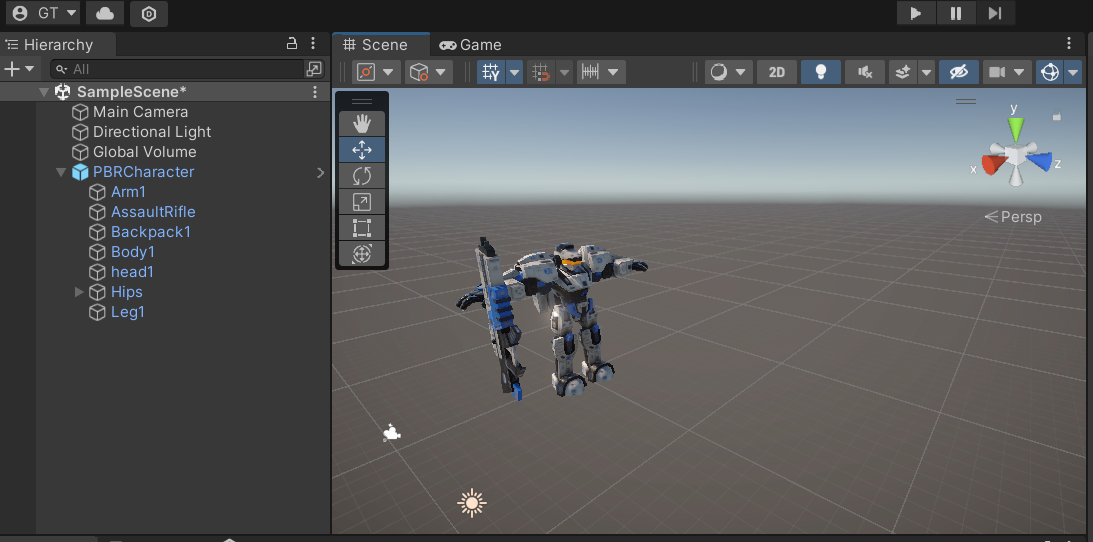 GT
Hierarchy
All
SampleScene*
Main Camera
Directional Light
Global Volume
PBRCharacter
Arm1
AssaultRifle
Backpack1
Body1
head1
Hips
Leg1
Scene
Game
2D
y
x
z
Persp